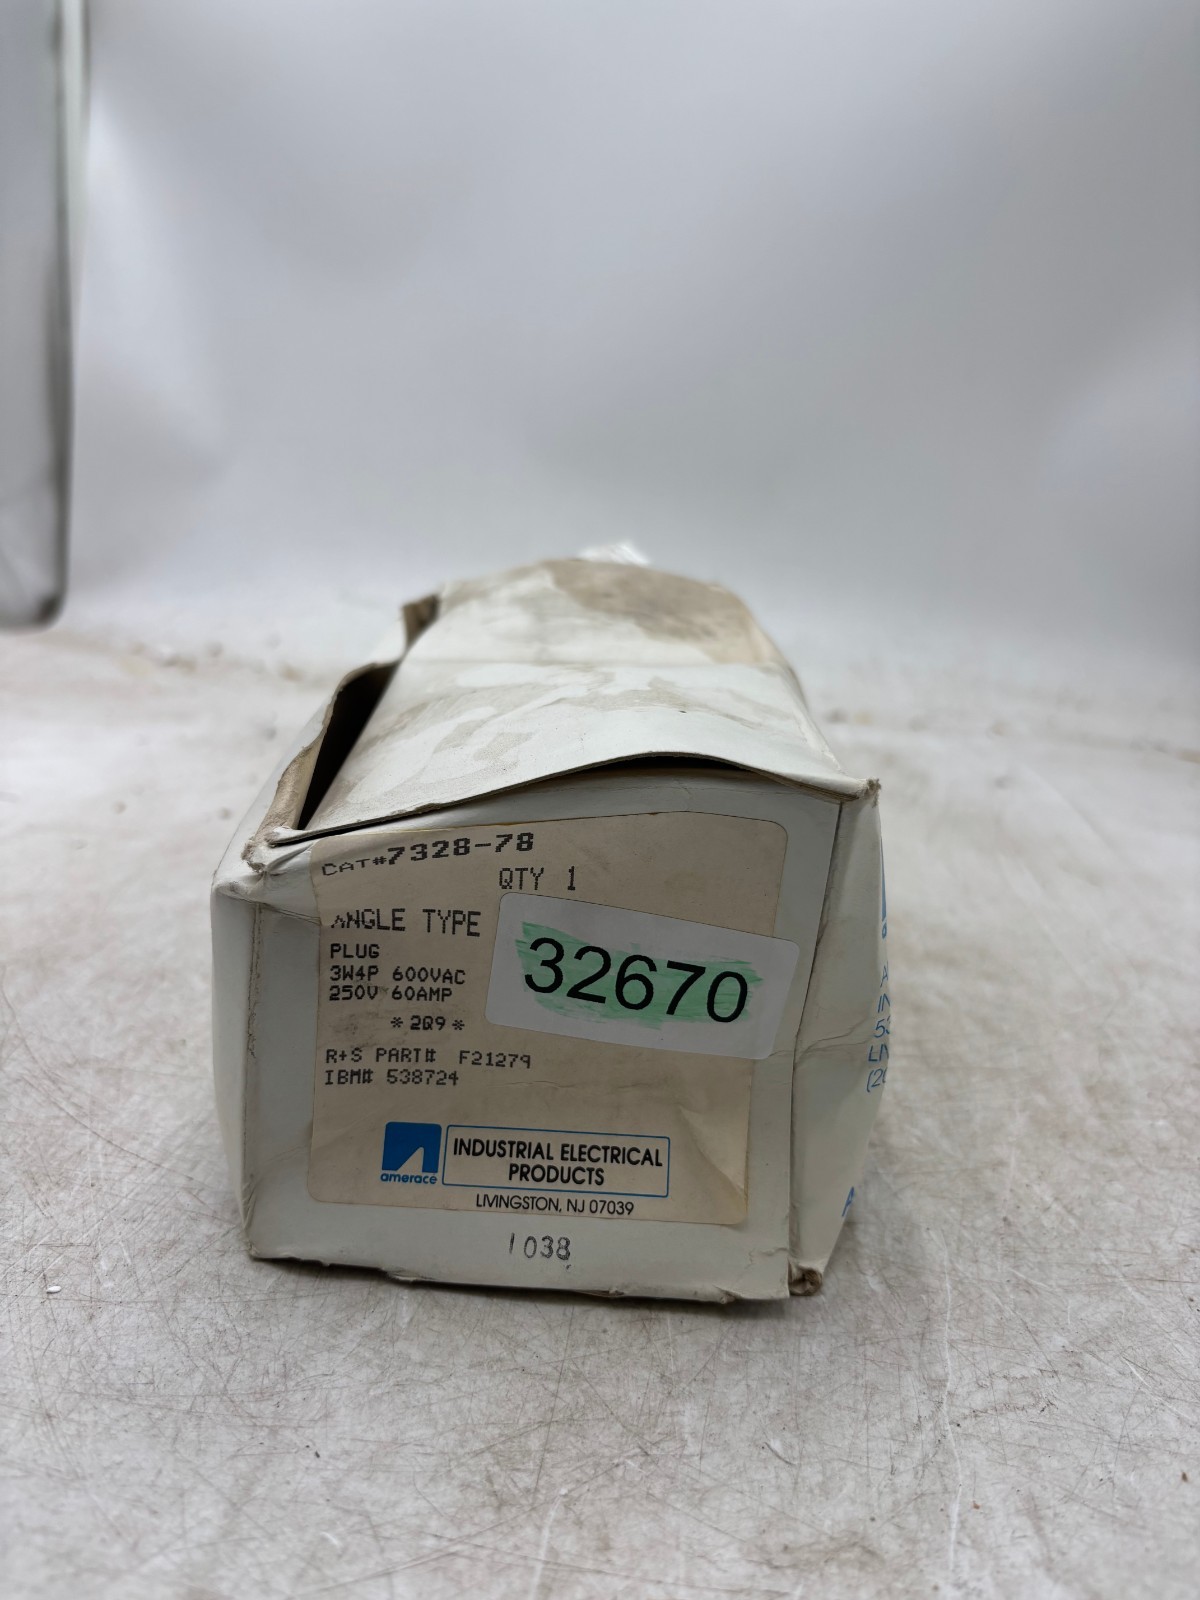 CAT#7328-78
QTY 1
ANGLE TYPE
PLUG
3W4P 600VAC
250V 60AMP
*2Q9*
R+S PART# F21279
IBM# 538724
32670
amerace
INDUSTRIAL ELECTRICAL
PRODUCTS
LIVINGSTON, NJ 07039
1038